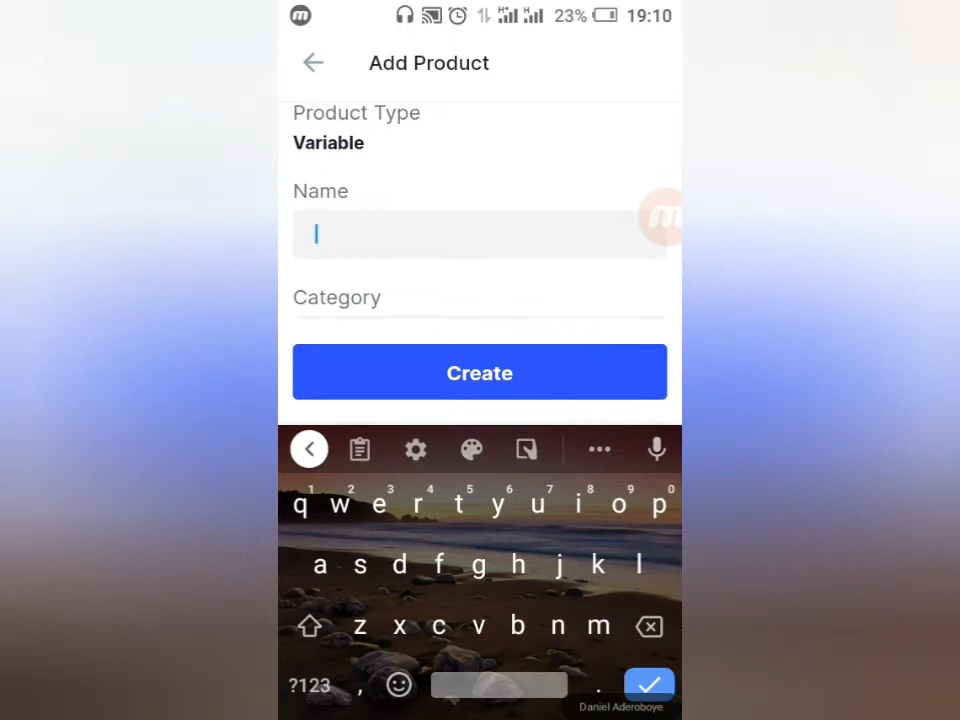 23% 19:10
Add Product
Product Type
Variable
Name
Category
Create
1 2 3 4 5 6 7 8 9 0
q w e r t y u i o p
a s d f g h j k l
z x c v b n m
?123 , .
Daniel Aderoboye